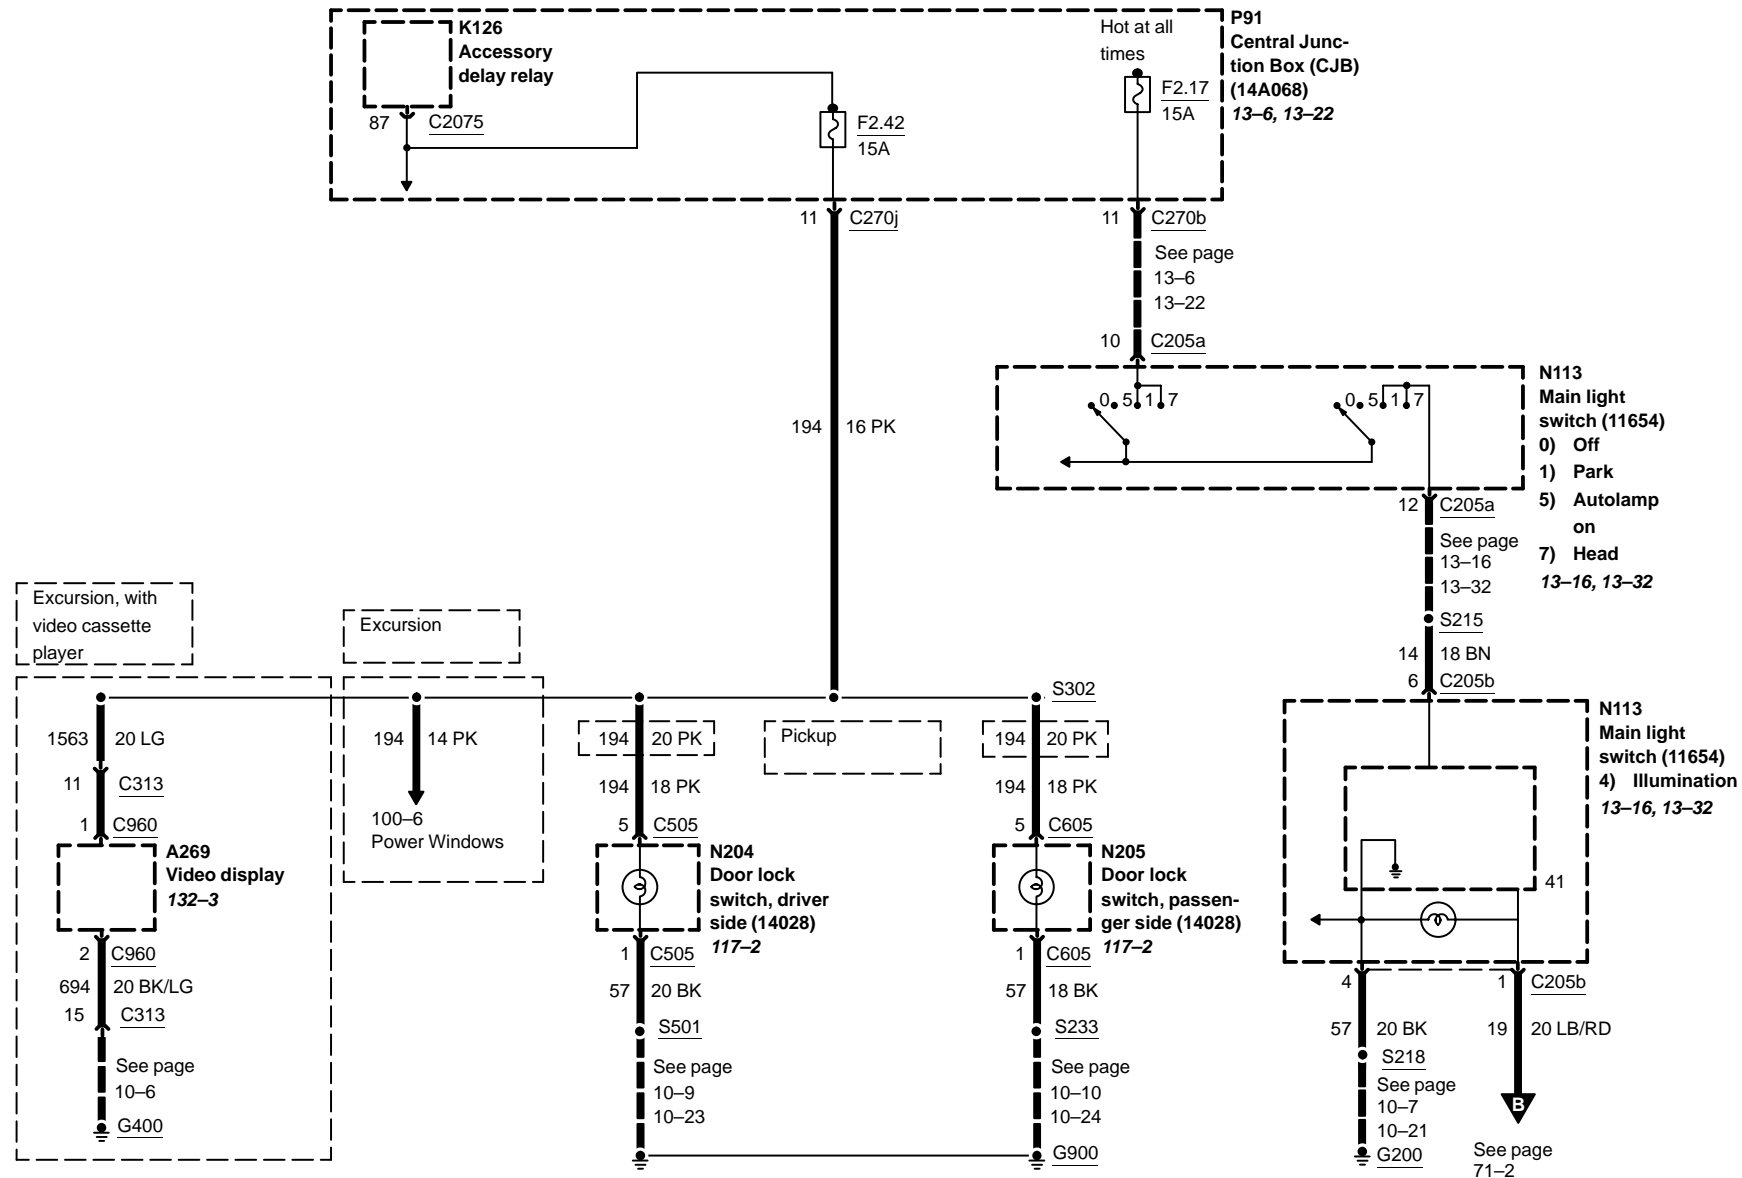 K126
Accessory
delay relay
87
C2075
F2.42
15A
Hot at all
times
F2.17
15A
P91
Central Junc-
tion Box (CJB)
(14A068)
13–6, 13–22
11
C270j
11
C270b
See page
13–6
13–22
10
C205a
194
16 PK
0
5
1
7
0
5
1
7
N113
Main light
switch (11654)
0) Off
1) Park
5) Autolamp
on
7) Head
13–16, 13–32
12
C205a
See page
13–16
13–32
S215
14
18 BN
6
C205b
Excursion, with
video cassette
player
Excursion
S302
1563
20 LG
11
C313
1
C960
A269
Video display
132–3
2
C960
694
20 BK/LG
15
C313
See page
10–6
G400
194
14 PK
100–6
Power Windows
194
20 PK
194
18 PK
5
C505
N204
Door lock
switch, driver
side (14028)
117–2
1
C505
57
20 BK
S501
See page
10–9
10–23
Pickup
194
20 PK
194
18 PK
5
C605
N205
Door lock
switch, passen-
ger side (14028)
117–2
1
C605
57
18 BK
S233
See page
10–10
10–24
G900
N113
Main light
switch (11654)
4) Illumination
13–16, 13–32
41
4
1
C205b
57
20 BK
S218
See page
10–7
10–21
G200
19
20 LB/RD
B
See page
71–2